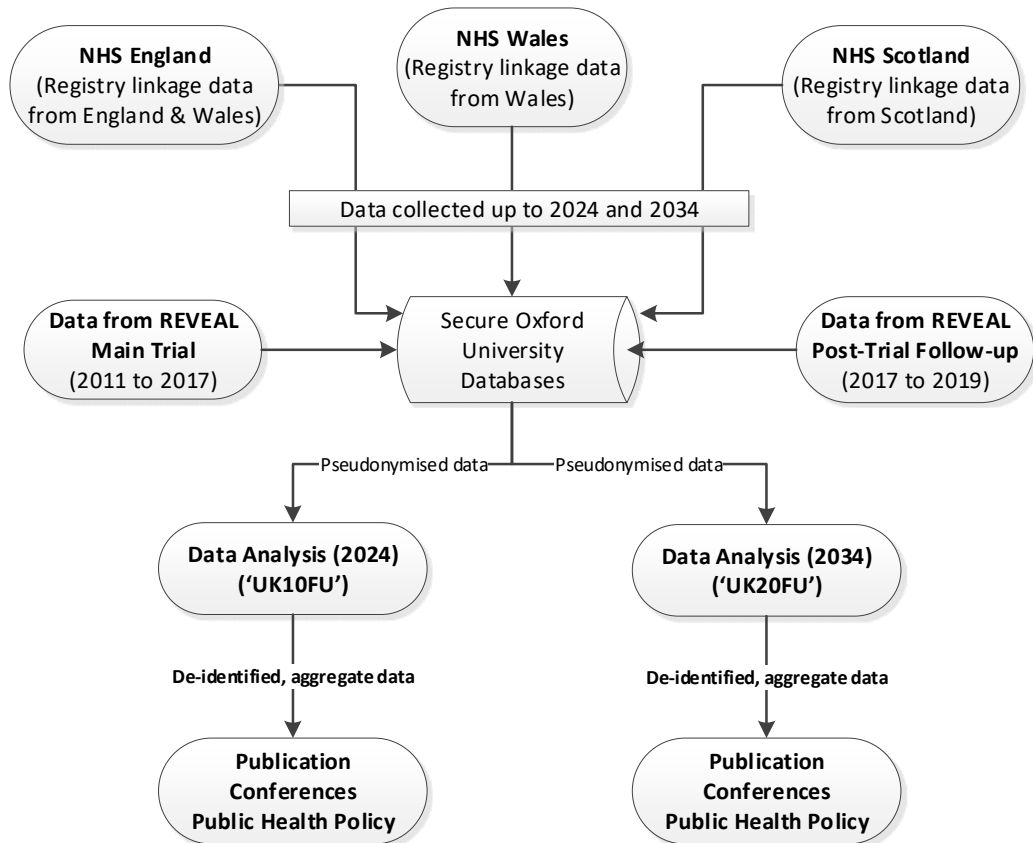 NHS England
(Registry linkage data
from England & Wales)
NHS Wales
(Registry linkage data
from Wales)
NHS Scotland
(Registry linkage data
from Scotland)
Data collected up to 2024 and 2034
Data from REVEAL
Main Trial
(2011 to 2017)
Secure Oxford
University
Databases
Data from REVEAL
Post-Trial Follow-up
(2017 to 2019)
Pseudonymised data
Pseudonymised data
Data Analysis (2024)
(‘UK10FU’)
Data Analysis (2034)
(‘UK20FU’)
De-identified, aggregate data
De-identified, aggregate data
Publication
Conferences
Public Health Policy
Publication
Conferences
Public Health Policy